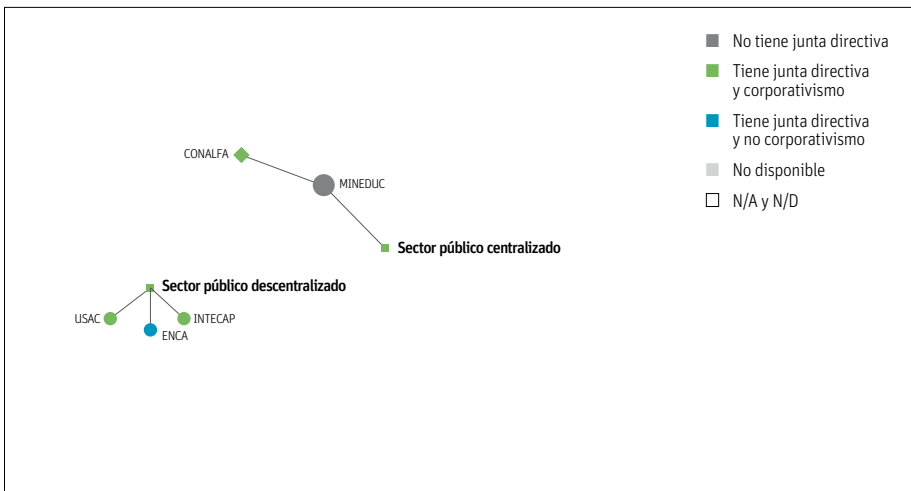 No tiene junta directiva
Tiene junta directiva
y corporativismo
Tiene junta directiva
y no corporativismo
No disponible
N/A y N/D
CONALFA
MINEDUC
Sector público centralizado
Sector público descentralizado
USAC
INTECAP
ENCA